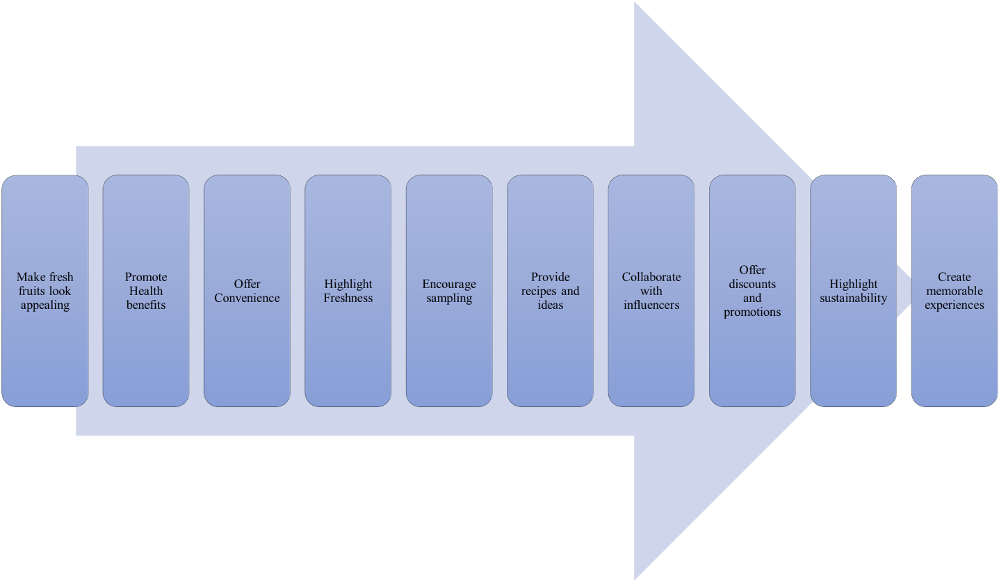 Make fresh
fruits look
appealing
Promote
Health
benefits
Offer
Convenience
Highlight
Freshness
Encourage
sampling
Provide
recipes and
ideas
Collaborate
with
influencers
Offer
discounts
and
promotions
Highlight
sustainability
Create
memorable
experiences